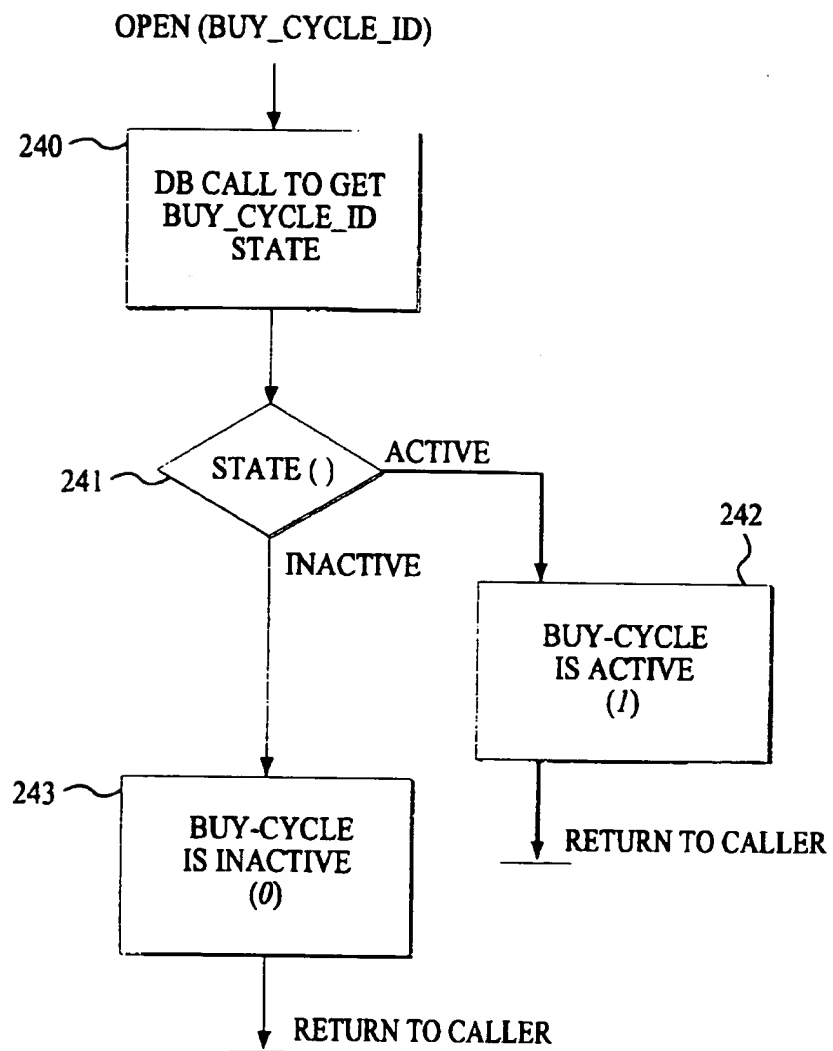 OPEN (BUY_CYCLE_ID)
240
DB CALL TO GET
BUY_CYCLE_ID
STATE
STATE ( )
ACTIVE
241
INACTIVE
242
BUY-CYCLE
IS ACTIVE
(1)
RETURN TO CALLER
243
BUY-CYCLE
IS INACTIVE
(0)
RETURN TO CALLER